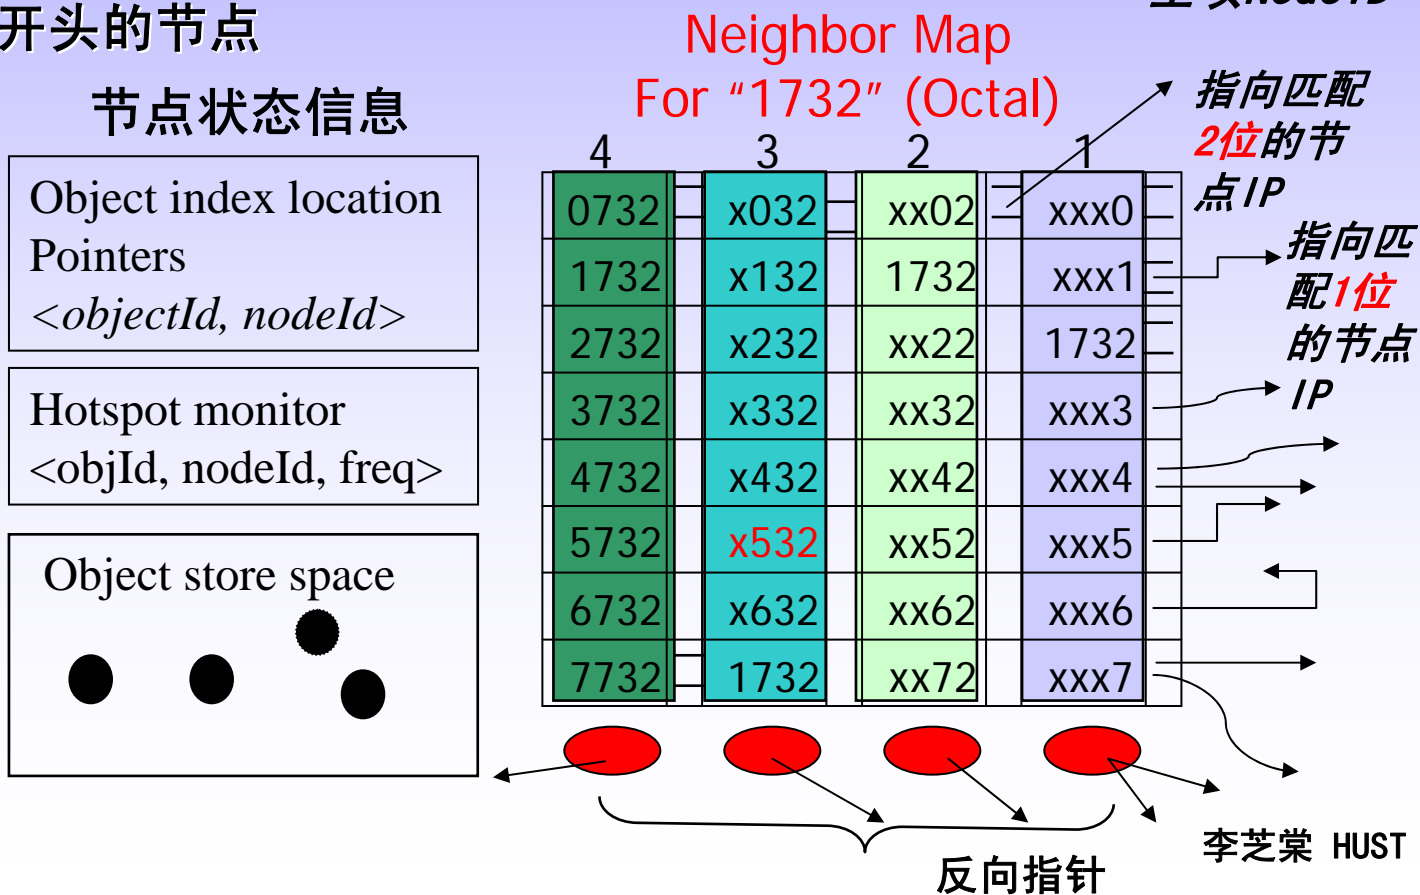 开头的节点
节点状态信息
Object index location
Pointers
<objectId, nodeId>
Hotspot monitor
<objId, nodeId, freq>
Object store space
Neighbor Map
For “1732” (Octal)
4 3 2 1
0732 x032 xx02 xxx0
1732 x132 1732 xxx1
2732 x232 xx22 1732
3732 x332 xx32 xxx3
4732 x432 xx42 xxx4
5732 x532 xx52 xxx5
6732 x632 xx62 xxx6
7732 1732 xx72 xxx7
指向匹配
2位的节
点IP
指向匹
配1位
的节点
IP
反向指针
李芝棠 HUST